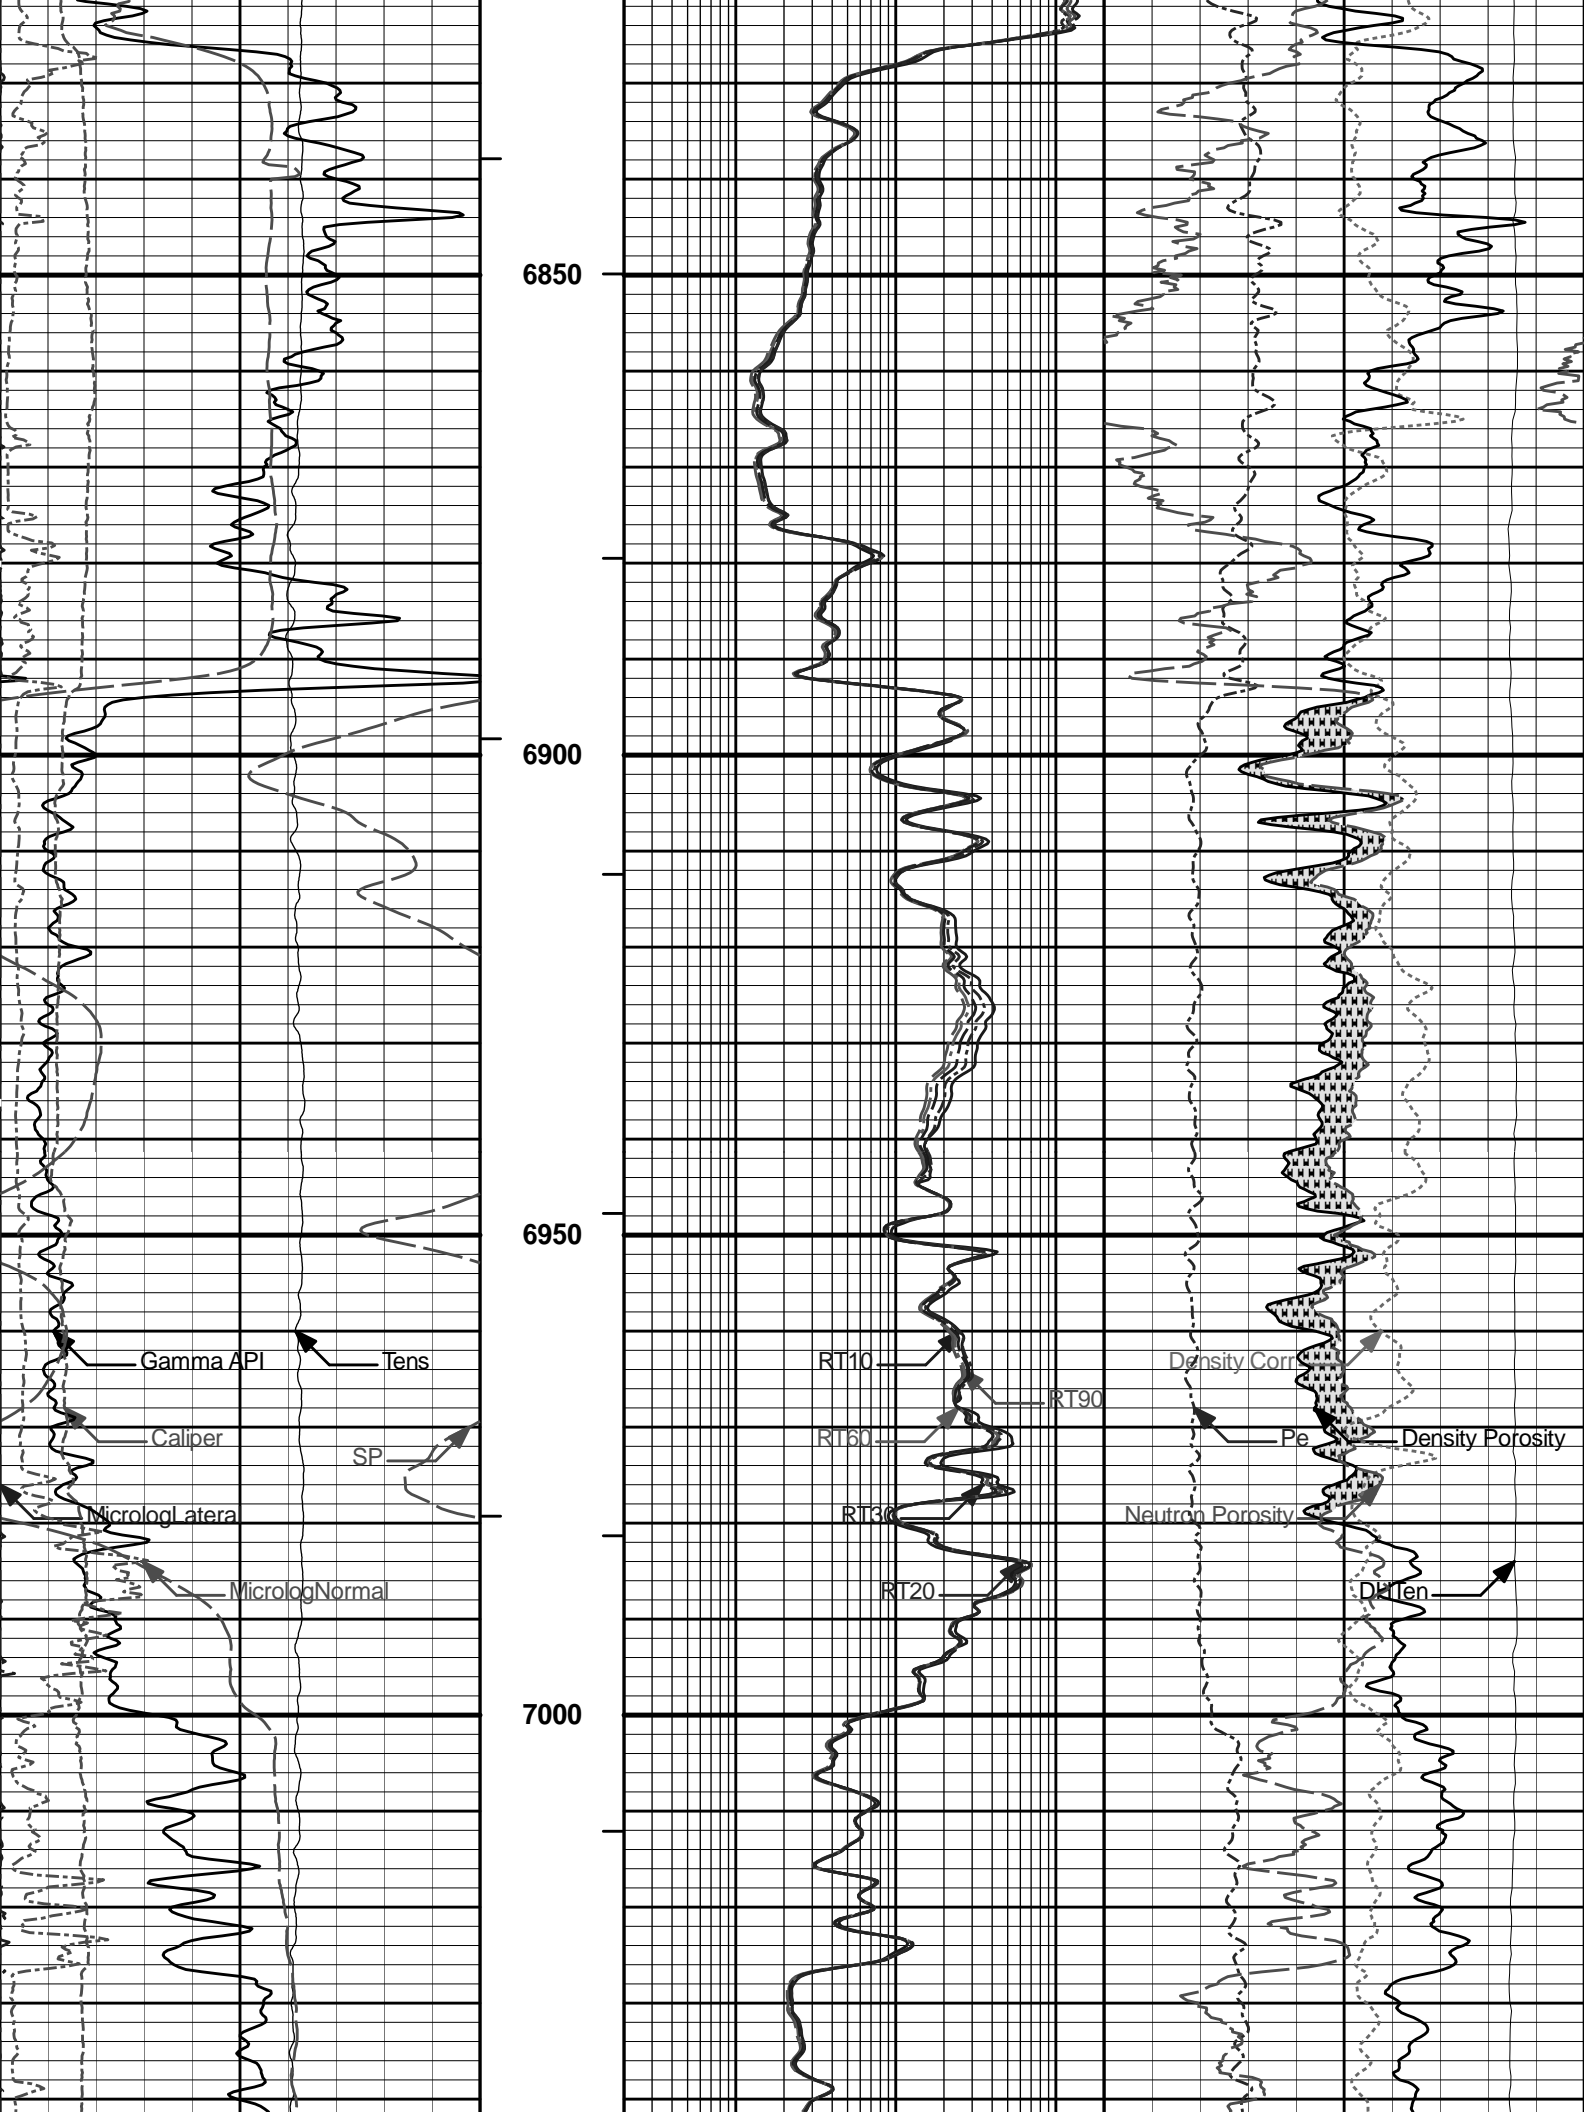 6850
6900
6950
Gamma API
Tens
RT10
Density Corr
RT90
Caliper
SP
RT60
Pe
Density Porosity
MicrologLatera
RT30
Neutron Porosity
MicrologNormal
RT20
DHTen
7000